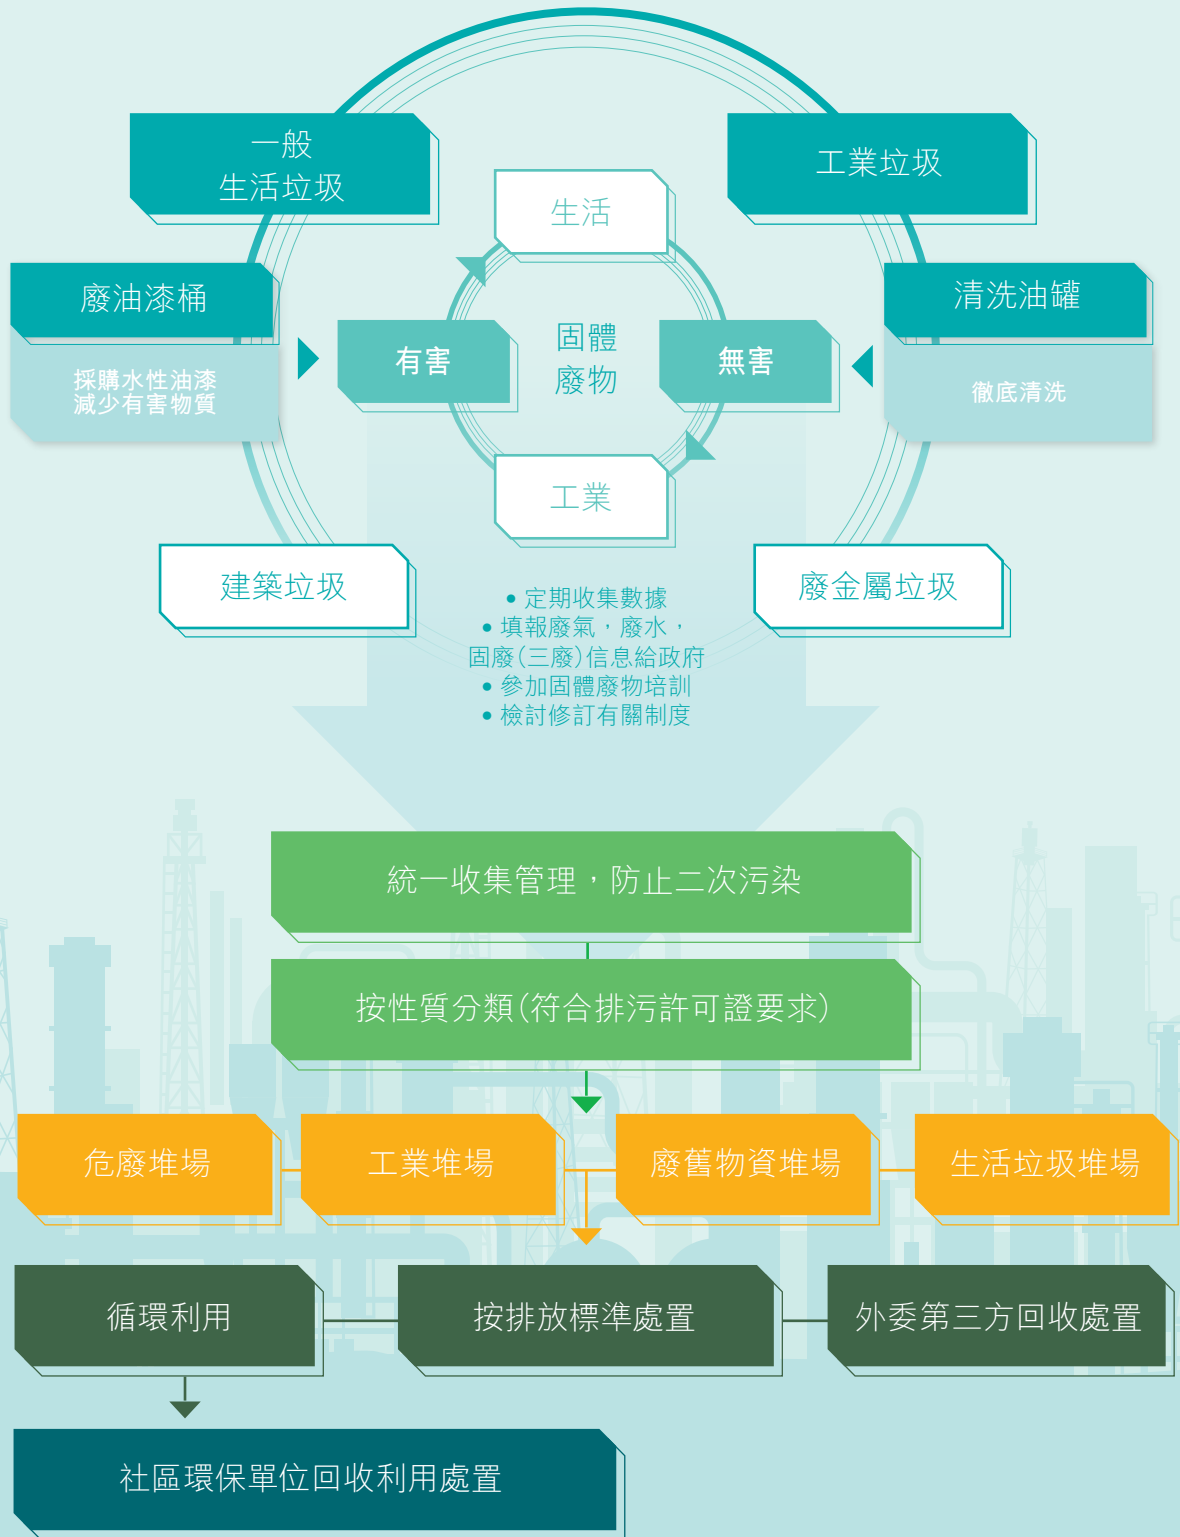 一般
生活垃圾
工業垃圾
生活
廢油漆桶
清洗油罐
固體
廢物
有害
無害
採購水性油漆
減少有害物質
徹底清洗
工業
建築垃圾
廢金屬垃圾
• 定期收集數據
• 填報廢氣，廢水，
固廢(三廢)信息給政府
• 參加固體廢物培訓
• 檢討修訂有關制度
統一收集管理，防止二次污染
按性質分類(符合排污許可證要求)
危廢堆場
工業堆場
廢舊物資堆場
生活垃圾堆場
循環利用
按排放標準處置
外委第三方回收處置
社區環保單位回收利用處置